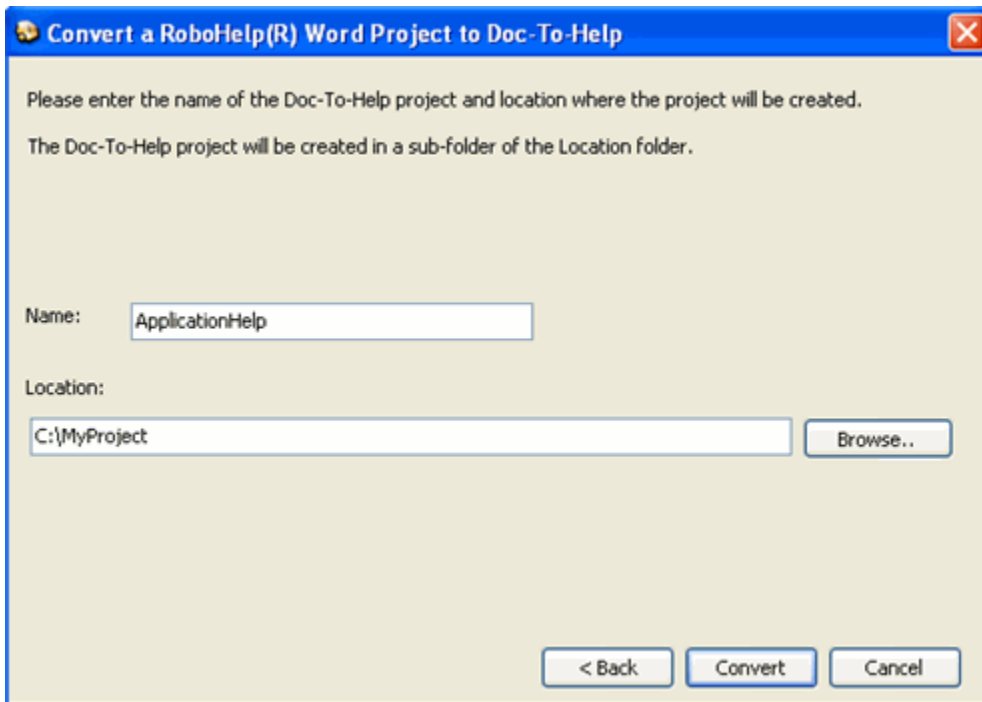 Convert a RoboHelp(R) Word Project to Doc-To-Help
Please enter the name of the Doc-To-Help project and location where the project will be created.
The Doc-To-Help project will be created in a sub-folder of the Location folder.
Name: ApplicationHelp
Location:
C:\MyProject Browse..
< Back Convert Cancel